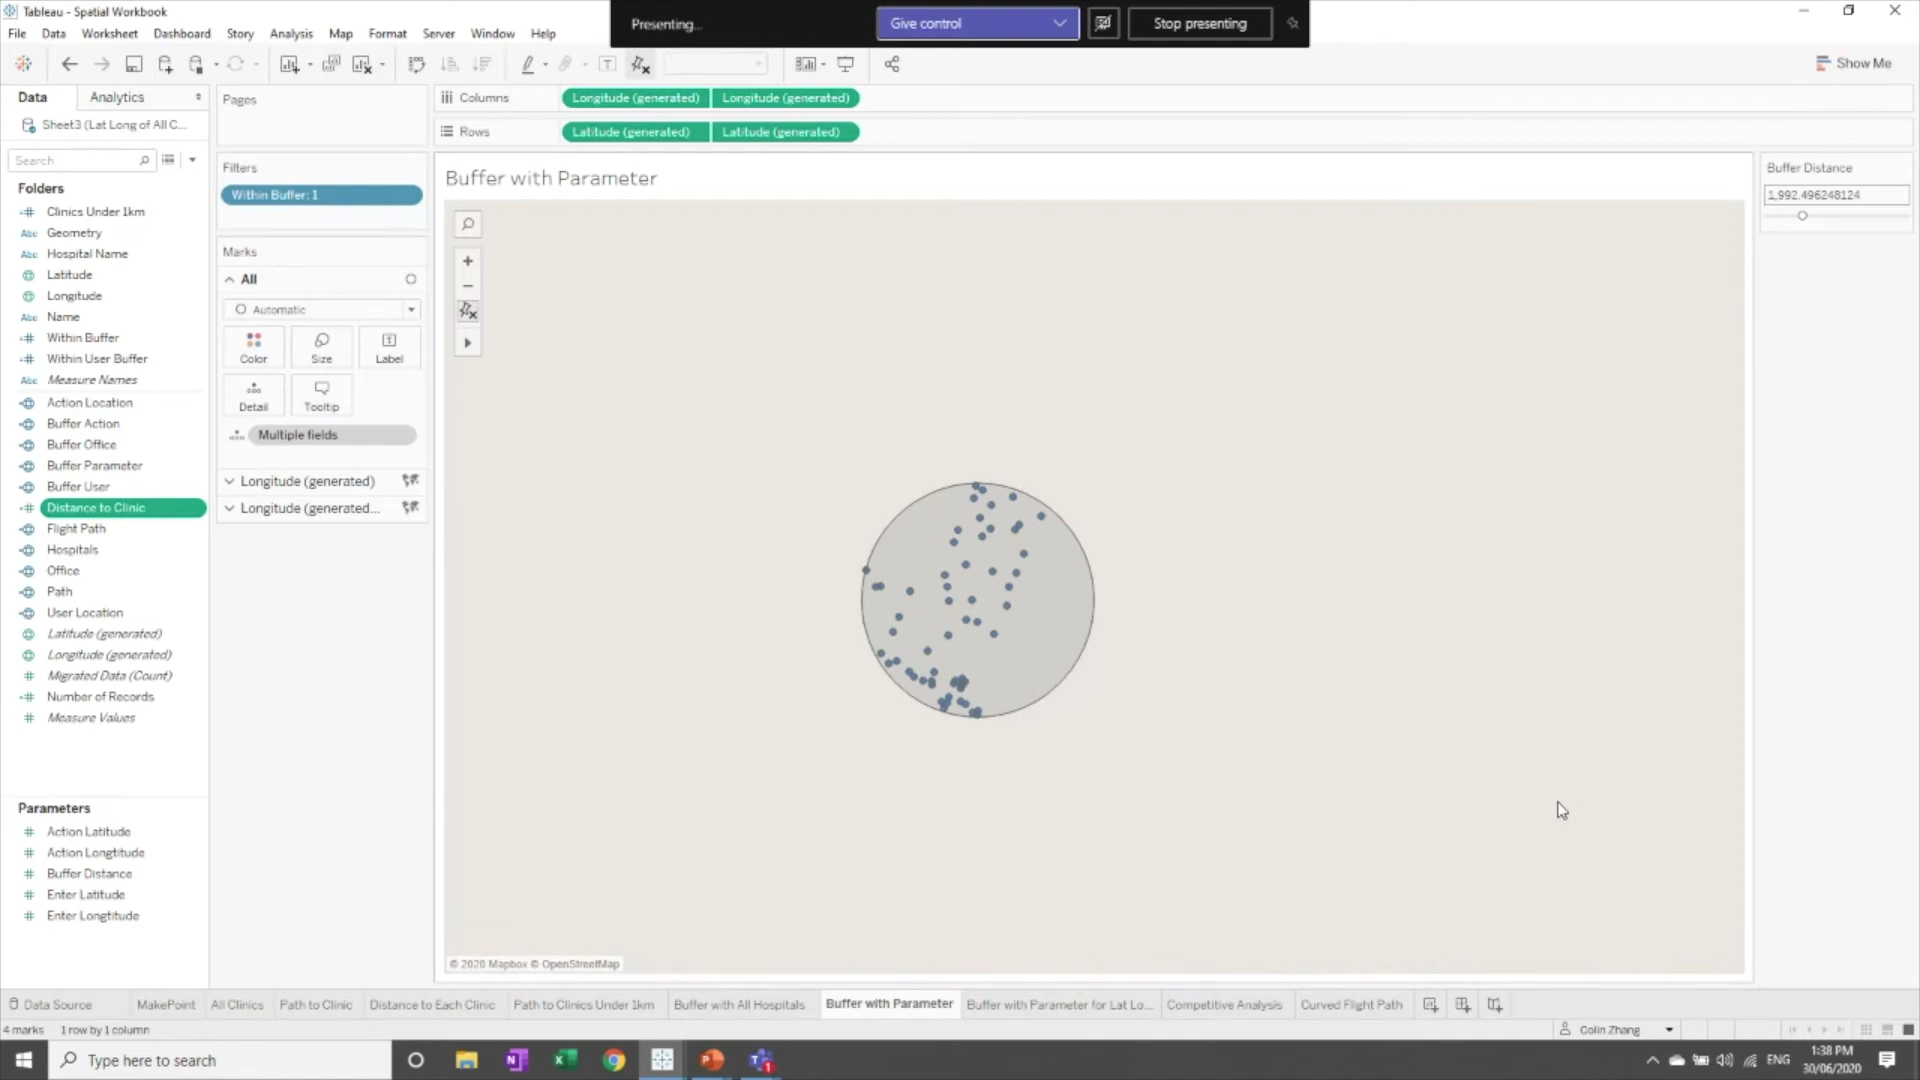 Tableau - Spatial Workbook
Presenting...
Give control
Stop presenting
File Data Worksheet Dashboard Story Analysis Map Format Server Window Help
Show Me
Data Analytics
Sheet3 (Lat Long of All C...
Search
Folders
Clinics Under 1km
Abc Geometry
Abc Hospital Name
Latitude
Longitude
Abc Name
Within Buffer
Within User Buffer
Abc Measure Names
Action Location
Buffer Action
Buffer Office
Buffer Parameter
Buffer User
Distance to Clinic
Flight Path
Hospitals
Office
Path
User Location
Latitude (generated)
Longitude (generated)
Migrated Data (Count)
Number of Records
Measure Values
Parameters
Action Latitude
Action Longtitude
Buffer Distance
Enter Latitude
Enter Longtitude
Pages
Filters
Within Buffer: 1
Marks
All
Automatic
Color Size Label
Detail Tooltip
Multiple fields
Longitude (generated)
Longitude (generated...
Columns Longitude (generated) Longitude (generated)
Rows Latitude (generated) Latitude (generated)
Buffer with Parameter
© 2020 Mapbox © OpenStreetMap
Buffer Distance
1,992.496248124
Data Source MakePoint All Clinics Path to Clinic Distance to Each Clinic Path to Clinics Under 1km Buffer with All Hospitals Buffer with Parameter Buffer with Parameter for Lat Lo... Competitive Analysis Curved Flight Path
4 marks 1 row by 1 column
Colin Zhang
Type here to search
ENG
1:38 PM
30/06/2020